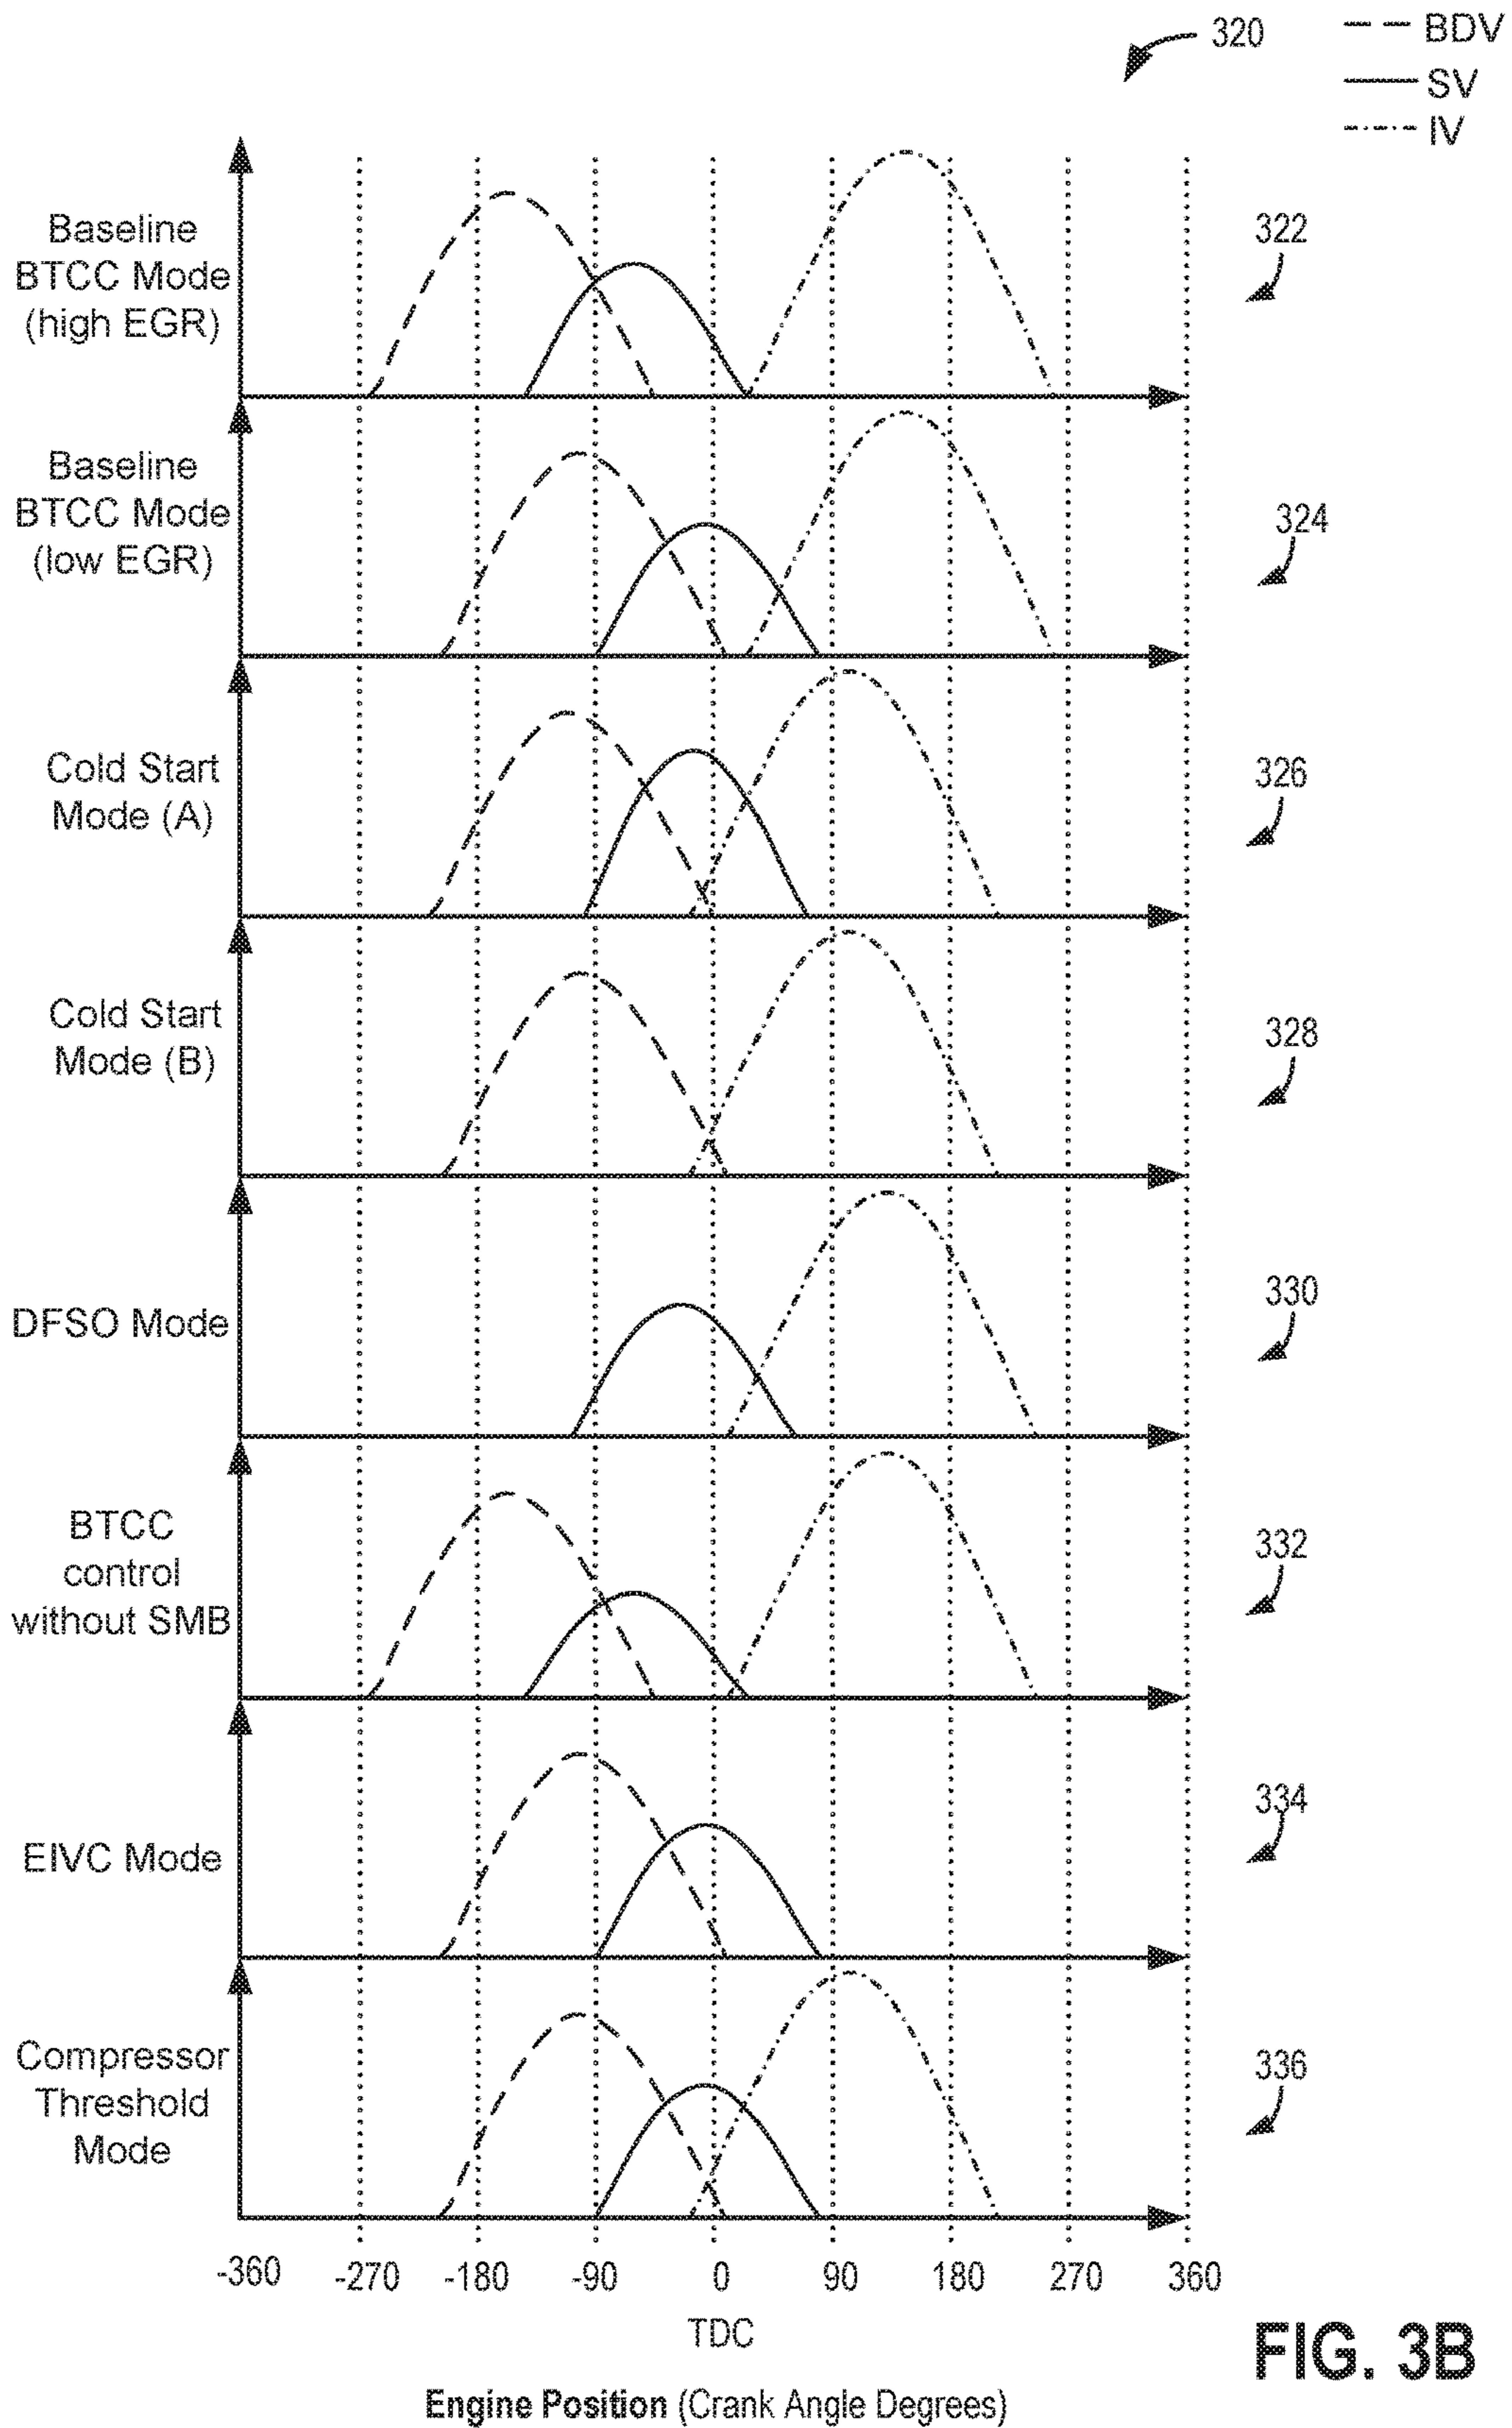 320
BDV
SV
IV
Baseline
BTCC Mode
(high EGR)
322
Baseline
BTCC Mode
(low EGR)
324
Cold Start
Mode (A)
326
Cold Start
Mode (B)
328
DFSO Mode
330
BTCC
control
without SMB
332
EIVC Mode
334
Compressor
Threshold
Mode
336
-360 -270 -180 -90 0 90 180 270 360
TDC
FIG. 3B
Engine Position (Crank Angle Degrees)